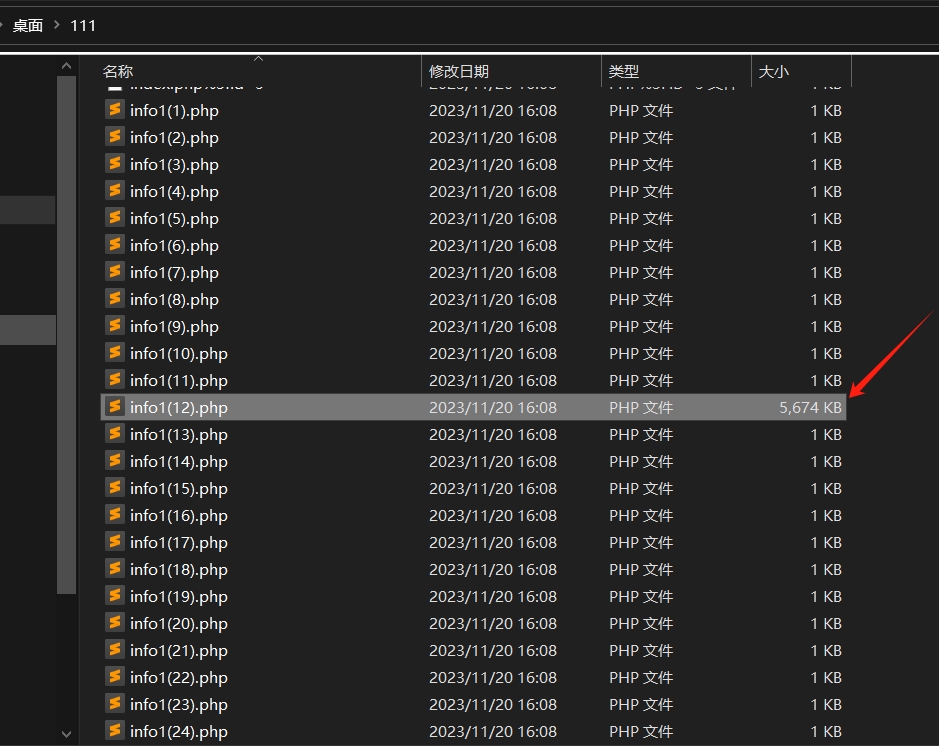 桌面 > 111
名称 修改日期 类型 大小
info1(1).php 2023/11/20 16:08 PHP 文件 1 KB
info1(2).php 2023/11/20 16:08 PHP 文件 1 KB
info1(3).php 2023/11/20 16:08 PHP 文件 1 KB
info1(4).php 2023/11/20 16:08 PHP 文件 1 KB
info1(5).php 2023/11/20 16:08 PHP 文件 1 KB
info1(6).php 2023/11/20 16:08 PHP 文件 1 KB
info1(7).php 2023/11/20 16:08 PHP 文件 1 KB
info1(8).php 2023/11/20 16:08 PHP 文件 1 KB
info1(9).php 2023/11/20 16:08 PHP 文件 1 KB
info1(10).php 2023/11/20 16:08 PHP 文件 1 KB
info1(11).php 2023/11/20 16:08 PHP 文件 1 KB
info1(12).php 2023/11/20 16:08 PHP 文件 5,674 KB
info1(13).php 2023/11/20 16:08 PHP 文件 1 KB
info1(14).php 2023/11/20 16:08 PHP 文件 1 KB
info1(15).php 2023/11/20 16:08 PHP 文件 1 KB
info1(16).php 2023/11/20 16:08 PHP 文件 1 KB
info1(17).php 2023/11/20 16:08 PHP 文件 1 KB
info1(18).php 2023/11/20 16:08 PHP 文件 1 KB
info1(19).php 2023/11/20 16:08 PHP 文件 1 KB
info1(20).php 2023/11/20 16:08 PHP 文件 1 KB
info1(21).php 2023/11/20 16:08 PHP 文件 1 KB
info1(22).php 2023/11/20 16:08 PHP 文件 1 KB
info1(23).php 2023/11/20 16:08 PHP 文件 1 KB
info1(24).php 2023/11/20 16:08 PHP 文件 1 KB